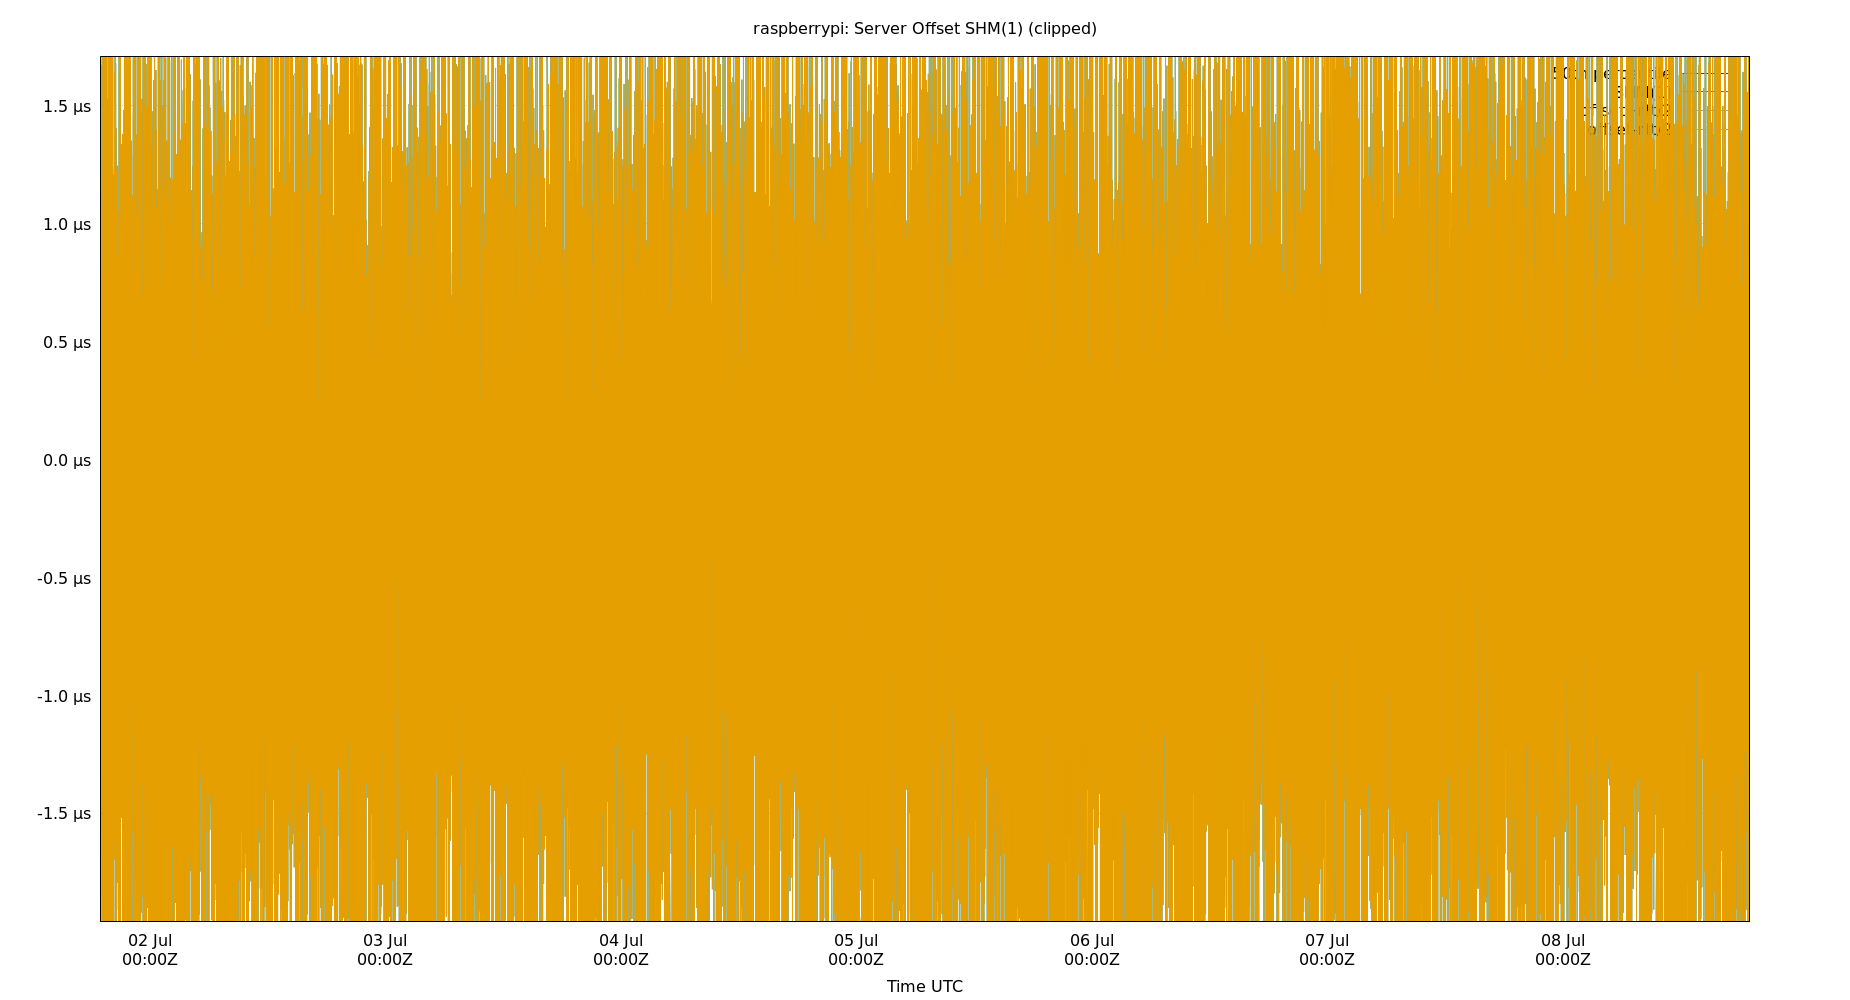 raspberrypi: Server Offset SHM(1) (clipped)
1.5 µs
1.0 µs
0.5 µs
0.0 µs
-0.5 µs
-1.0 µs
-1.5 µs
02 Jul 03 Jul 04 Jul 05 Jul 06 Jul 07 Jul 08 Jul
00:00Z 00:00Z 00:00Z 00:00Z 00:00Z 00:00Z 00:00Z
Time UTC